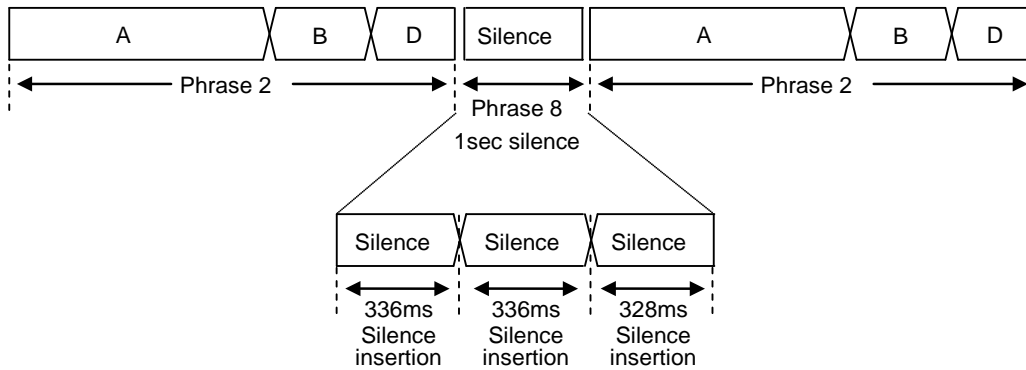 A B D Silence A B D
Phrase 2 Phrase 8 Phrase 2
1sec silence
Silence Silence Silence
336ms 336ms 328ms
Silence Silence Silence
insertion insertion insertion